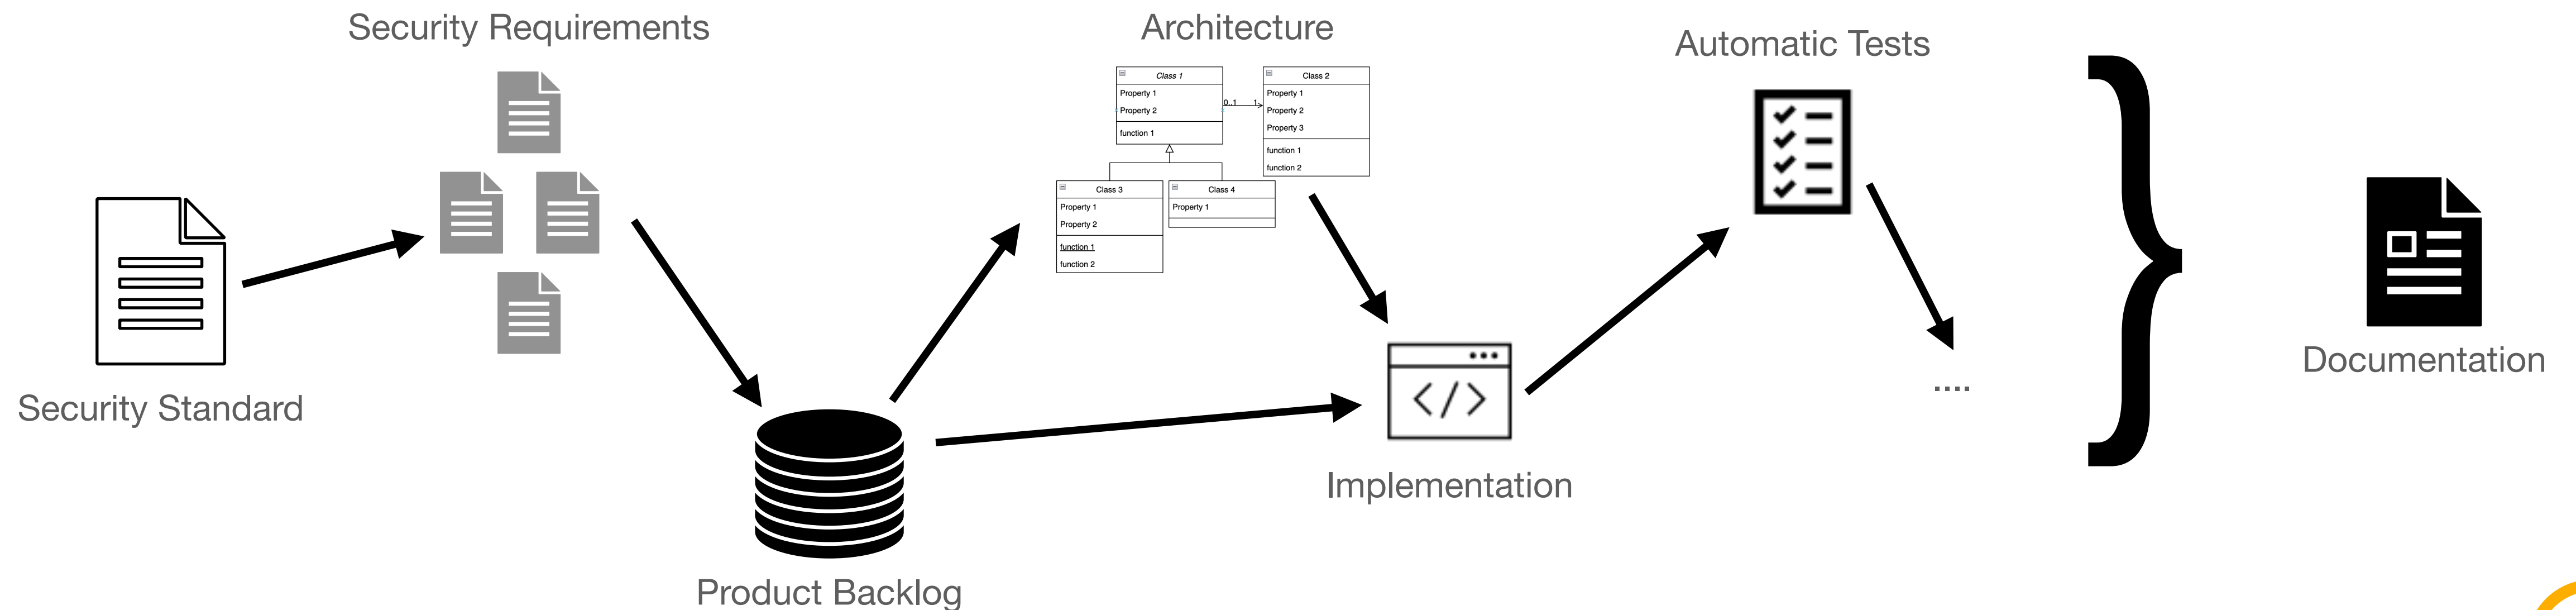 Security Requirements
Architecture
Automatic Tests
Class 1
Property 1
Property 2
function 1
0..1
1
Class 2
Property 1
Property 2
Property 3
function 1
function 2
Class 3
Property 1
Property 2
function 1
function 2
Class 4
Property 1
Security Standard
</>
Implementation
....
Documentation
Product Backlog